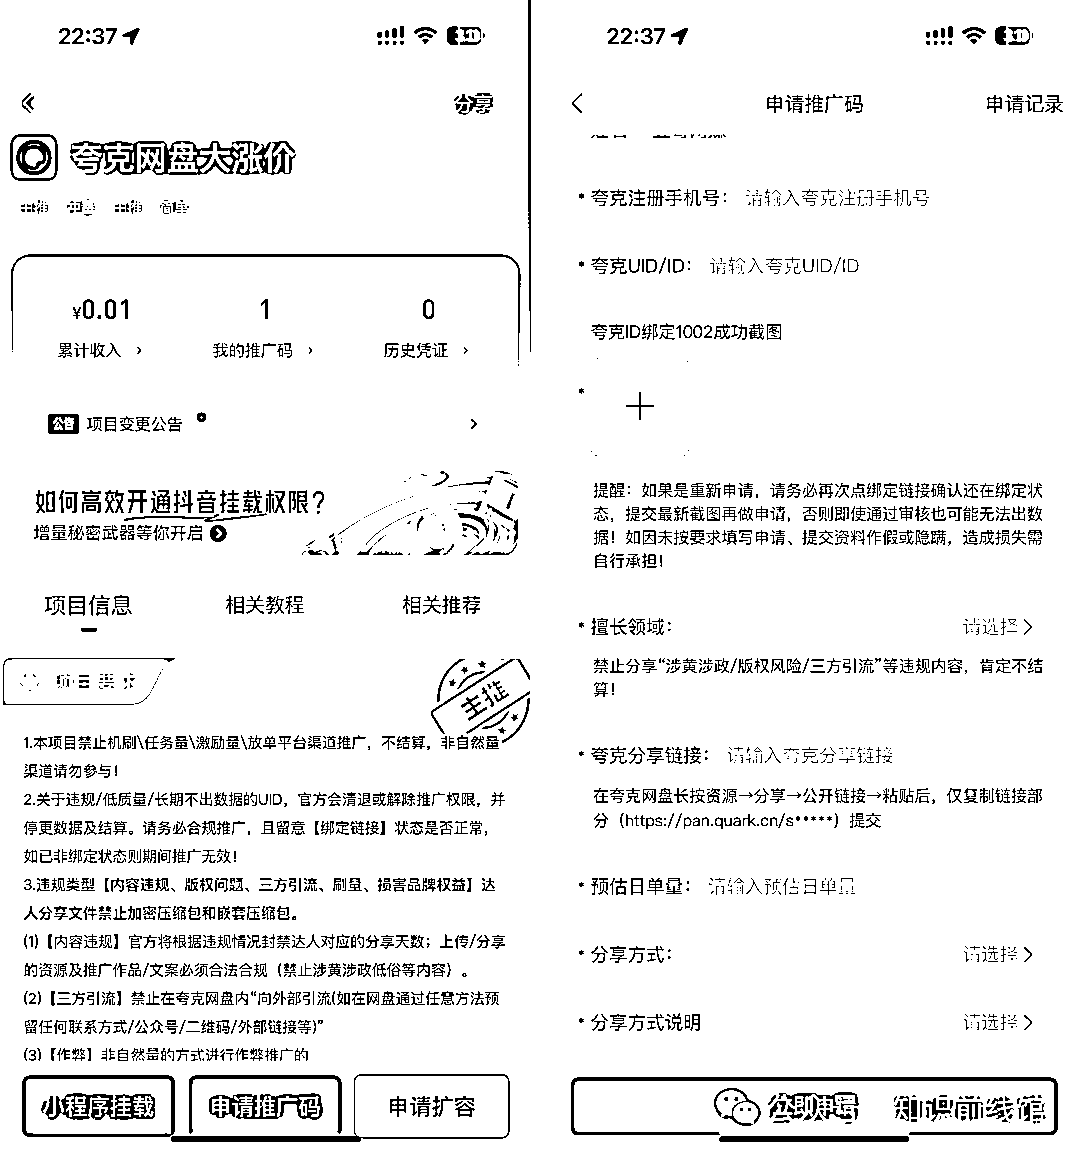 22:37
分享
夸克网盘大涨价
¥0.01
1
0
累计收入
我的推广码
历史凭证
公告 项目变更公告
如何高效开通抖音挂载权限？
增量秘密武器等你开启
项目信息
相关教程
相关推荐
主推
1.本项目禁止机刷\任务量\激励量\放单平台渠道推广，不结算，非自然量
渠道请勿参与！
2.关于违规/低质量/长期不出数据的UID，官方会清退或解除推广权限，并
停更数据及结算。请务必合规推广，且留意【绑定链接】状态是否正常，
如已非绑定状态则期间推广无效！
3.违规类型【内容违规、版权问题、三方引流、刷量、损害品牌权益】达
人分享文件禁止加密压缩包和嵌套压缩包。
(1)【内容违规】官方将根据违规情况封禁达人对应的分享天数；上传/分享
的资源及推广作品/文案必须合法合规（禁止涉黄涉政低俗等内容）。
(2)【三方引流】禁止在夸克网盘内“向外部引流(如在网盘通过任意方法预
留任何联系方式/公众号/二维码/外部链接等)”
(3)【作弊】非自然量的方式进行作弊推广的
小程序挂载
申请推广码
申请扩容
22:37
申请推广码
申请记录
* 夸克注册手机号： 请输入夸克注册手机号
* 夸克UID/ID： 请输入夸克UID/ID
夸克ID绑定1002成功截图
*
提醒：如果是重新申请，请务必再次点绑定链接确认还在绑定状
态，提交最新截图再做申请，否则即使通过审核也可能无法出数
据！如因未按要求填写申请、提交资料作假或隐瞒，造成损失需
自行承担！
* 擅长领域： 请选择
禁止分享“涉黄涉政/版权风险/三方引流”等违规内容，肯定不结
算！
* 夸克分享链接： 请输入夸克分享链接
在夸克网盘长按资源→分享→公开链接→粘贴后，仅复制链接部
分（https://pan.quark.cn/s*****）提交
* 预估日单量： 请输入预估日单量
* 分享方式： 请选择
* 分享方式说明 请选择
知识前线馆